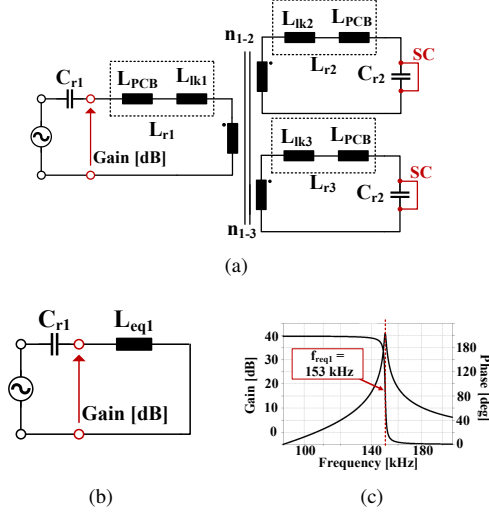 n1-2
Llk2
LPCB
Lr2
Cr2
SC
Cr1
LPCB
Llk1
Lr1
Gain [dB]
Llk3
LPCB
Lr3
Cr2
SC
n1-3
(a)
Cr1
Leq1
Gain [dB]
(b)
Gain [dB]
40
30
20
10
0
freq1 =
153 kHz
180
120
60
0
Phase [deg]
100
140
180
200
Frequency [kHz]
(c)